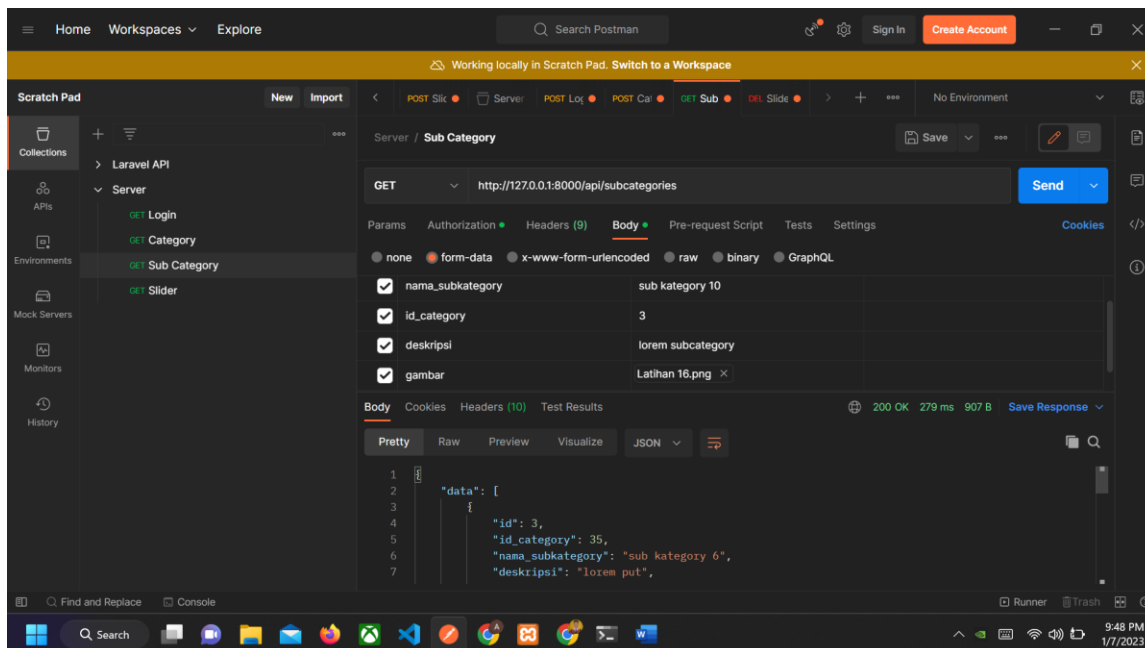 Home Workspaces Explore Search Postman Sign In Create Account
Working locally in Scratch Pad. Switch to a Workspace
Scratch Pad New Import POST Slic Server POST Log POST Cat GET Sub DEL Slide No Environment
Collections
Server / Sub Category Save
Laravel API
Server
APIs
GET http://127.0.0.1:8000/api/subcategories Send
GET Login
Params Authorization Headers (9) Body Pre-request Script Tests Settings Cookies
GET Category
Environments
none form-data x-www-form-urlencoded raw binary GraphQL
GET Sub Category
nama_subkategory sub kategory 10
GET Slider
Mock Servers
id_category 3
deskripsi lorem subcategory
Monitors
gambar Latihan 16.png
History
Body Cookies Headers (10) Test Results 200 OK 279 ms 907 B Save Response
Pretty Raw Preview Visualize JSON
1 {
2 "data": [
3 {
4 "id": 3,
5 "id_category": 35,
6 "nama_subkategory": "sub kategory 6",
7 "deskripsi": "lorem put",
Find and Replace Console Runner Trash
Search
9:48 PM
1/7/2023